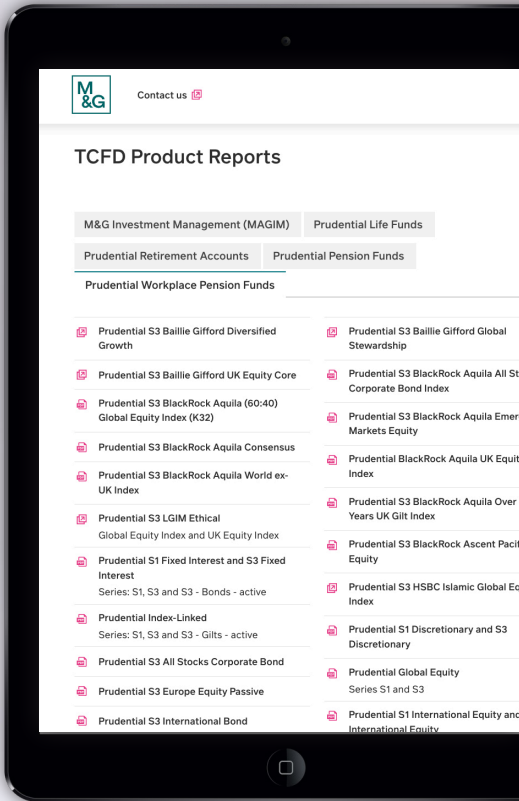 M
&G
Contact us
TCFD Product Reports
M&G Investment Management (MAGIM)
Prudential Life Funds
Prudential Retirement Accounts
Prudential Pension Funds
Prudential Workplace Pension Funds
Prudential S3 Baillie Gifford Diversified
Growth
Prudential S3 Baillie Gifford UK Equity Core
Prudential S3 BlackRock Aquila (60:40)
Global Equity Index (K32)
Prudential S3 BlackRock Aquila Consensus
Prudential S3 BlackRock Aquila World ex-
UK Index
Prudential S3 LGIM Ethical
Global Equity Index and UK Equity Index
Prudential S1 Fixed Interest and S3 Fixed
Interest
Series: S1, S3 and S3 - Bonds - active
Prudential Index-Linked
Series: S1, S3 and S3 - Gilts - active
Prudential S3 All Stocks Corporate Bond
Prudential S3 Europe Equity Passive
Prudential S3 International Bond
Prudential S3 Baillie Gifford Global
Stewardship
Prudential S3 BlackRock Aquila All
Corporate Bond Index
Prudential S3 BlackRock Aquila
Markets Equity
Prudential BlackRock Aquila UK
Index
Prudential S3 BlackRock Aquila Over
Years UK Gilt Index
Prudential S3 BlackRock Ascent
Equity
Prudential S3 HSBC Islamic Global
Index
Prudential S1 Discretionary and S3
Discretionary
Prudential Global Equity
Series S1 and S3
Prudential S1 International Equity and
International Equity